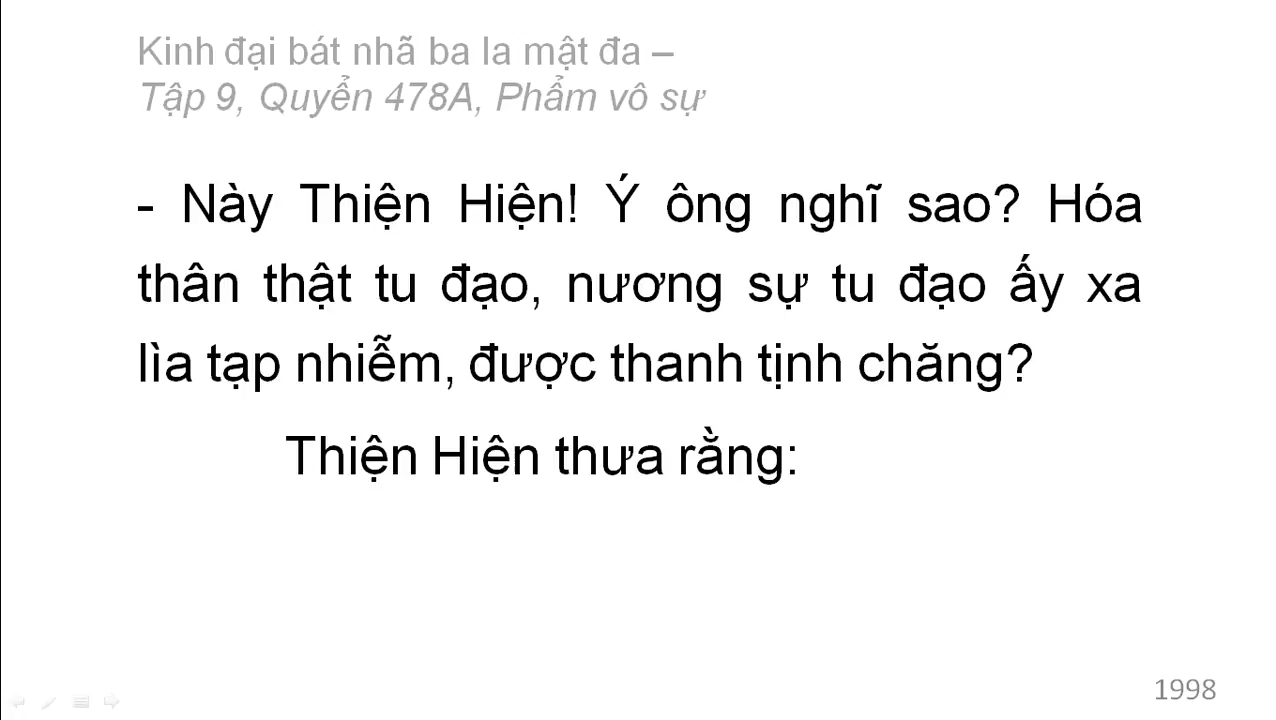 Kinh đại bát nhã ba la mật đa –
Tập 9, Quyển 478A, Phẩm vô sự
- Này Thiện Hiện! Ý ông nghĩ sao? Hóa
thân thật tu đạo, nương sự tu đạo ấy xa
lìa tạp nhiễm, được thanh tịnh chăng?
Thiện Hiện thưa rằng:
1998